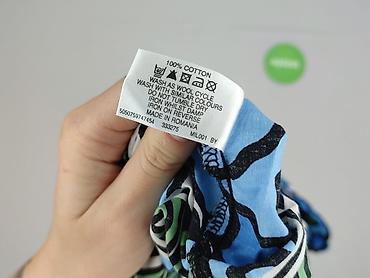 100% COTTON
WASH AS WOOL CYCLE
WASH WITH SIMILAR COLOURS
DO NOT TUMBLE DRY
IRON WHILST DAMP
IRON ON REVERSE
MADE IN ROMANIA
5050759747454 333275 MIL001 BY